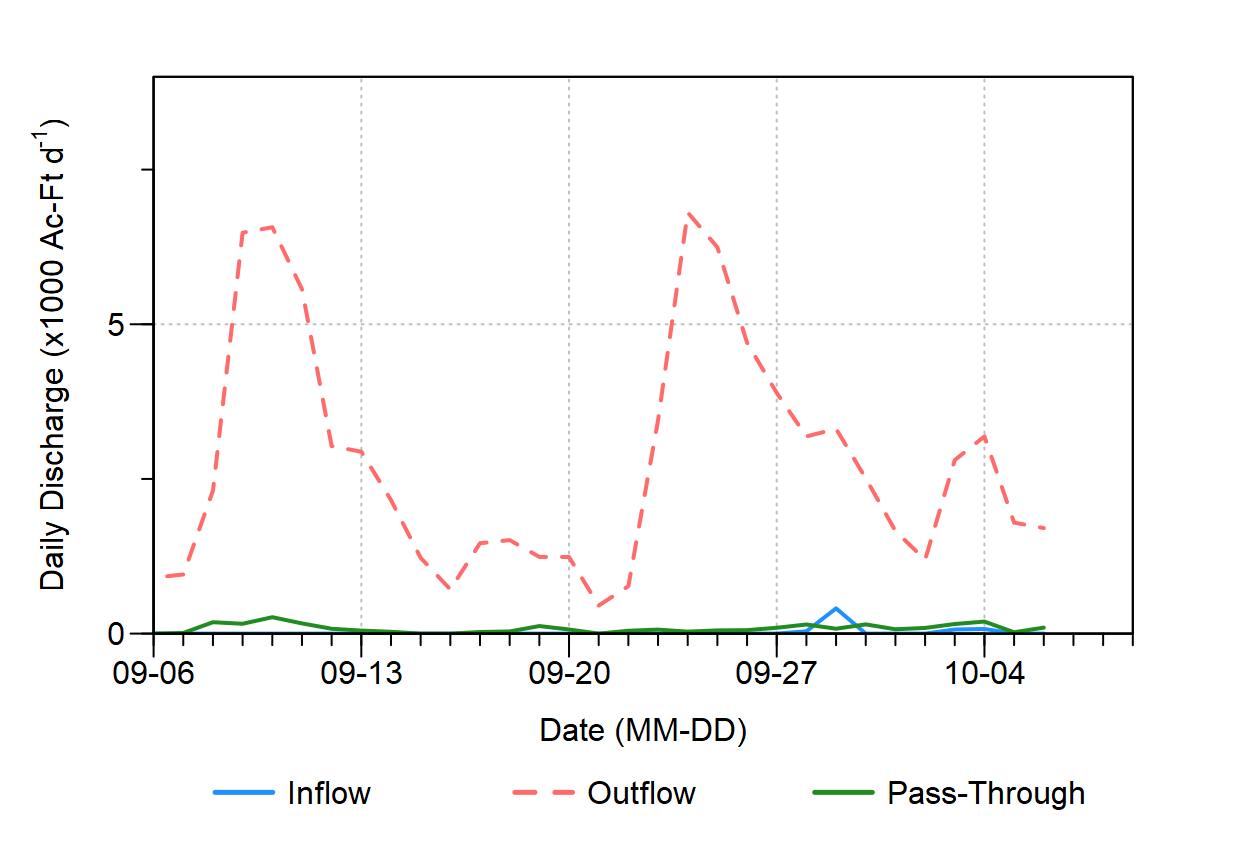 Daily Discharge (x1000 Ac-Ft d-1)
5
0
09-06 09-13 09-20 09-27 10-04
Date (MM-DD)
Inflow Outflow Pass-Through